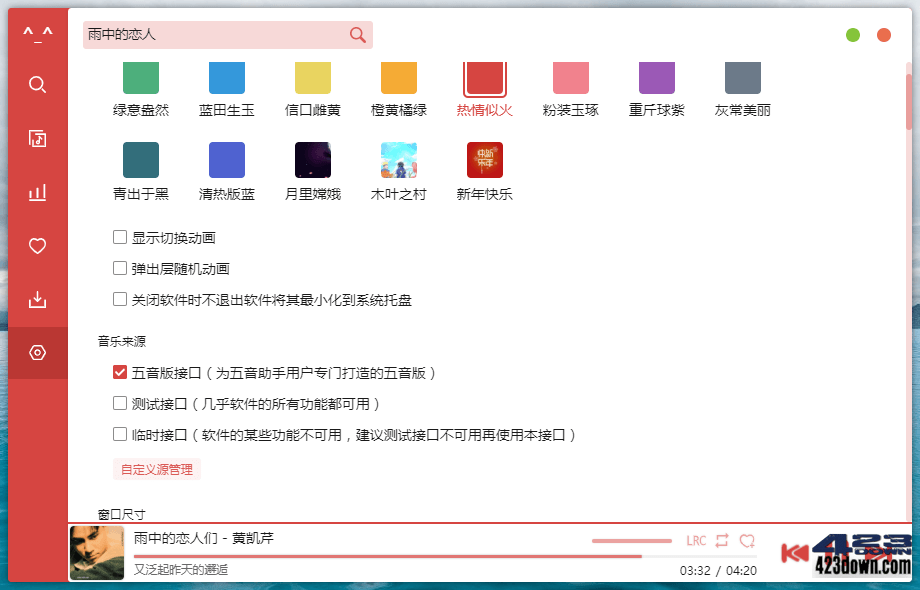 ^_^
雨中的恋人
绿意盎然 蓝田生玉 信口雌黄 橙黄橘绿 热情似火 粉装玉琢 重斤球紫 灰常美丽
青出于黑 清热版蓝 月里嫦娥 木叶之村 新年快乐
显示切换动画
弹出层随机动画
关闭软件时不退出软件将其最小化到系统托盘
音乐来源
五音版接口（为五音助手用户专门打造的五音版）
测试接口（几乎软件的所有功能都可用）
临时接口（软件的某些功能不可用，建议测试接口不可用再使用本接口）
自定义源管理
窗口尺寸
雨中的恋人们 - 黄凯芹
LRC
又泛起昨天的邂逅
03:32 / 04:20
423
423down.com